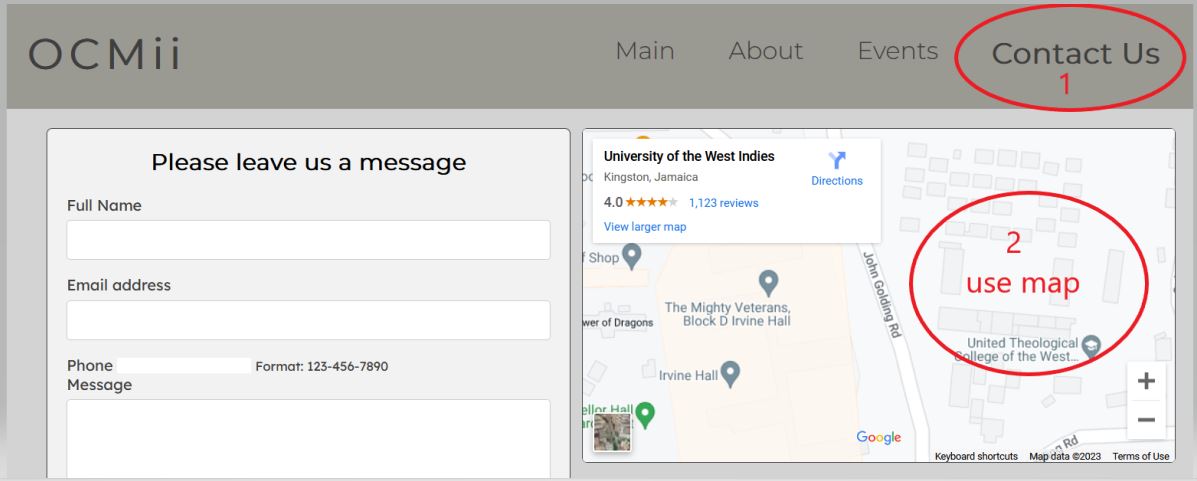 OCMii
Main
About
Events
Contact Us
1
Please leave us a message
Full Name
Email address
Phone
Format: 123-456-7890
Message
University of the West Indies
Kingston, Jamaica
4.0
1,123 reviews
View larger map
Directions
f Shop
The Mighty Veterans,
Block D Irvine Hall
wer of Dragons
Irvine Hall
ellor Hall
John Golding Rd
2
use map
United Theological
College of the West...
+
−
Google
Rd
Keyboard shortcuts
Map data ©2023
Terms of Use